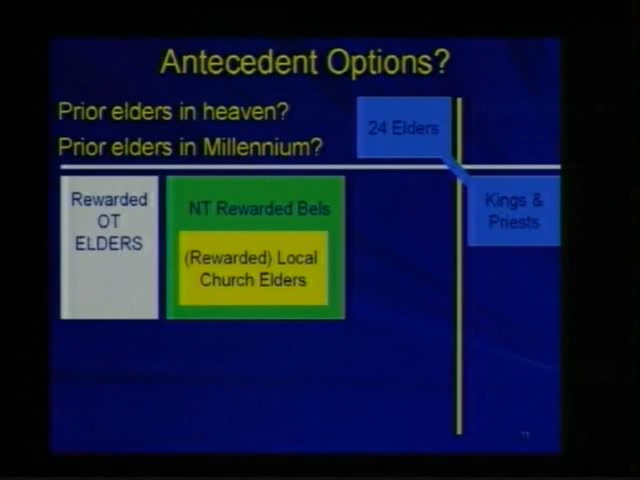 Antecedent Options?
Prior elders in heaven?
Prior elders in Millennium?
24 Elders
Rewarded
OT
ELDERS
NT Rewarded Bels
(Rewarded) Local
Church Elders
Kings &
Priests
11